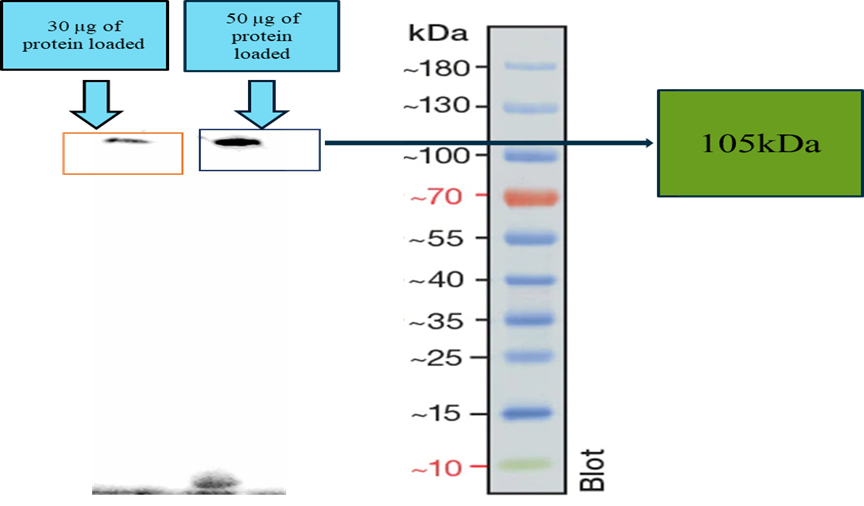 30 µg of
protein loaded
50 µg of
protein
loaded
kDa
~180
~130
~100
~70
~55
~40
~35
~25
~15
~10
Blot
105kDa